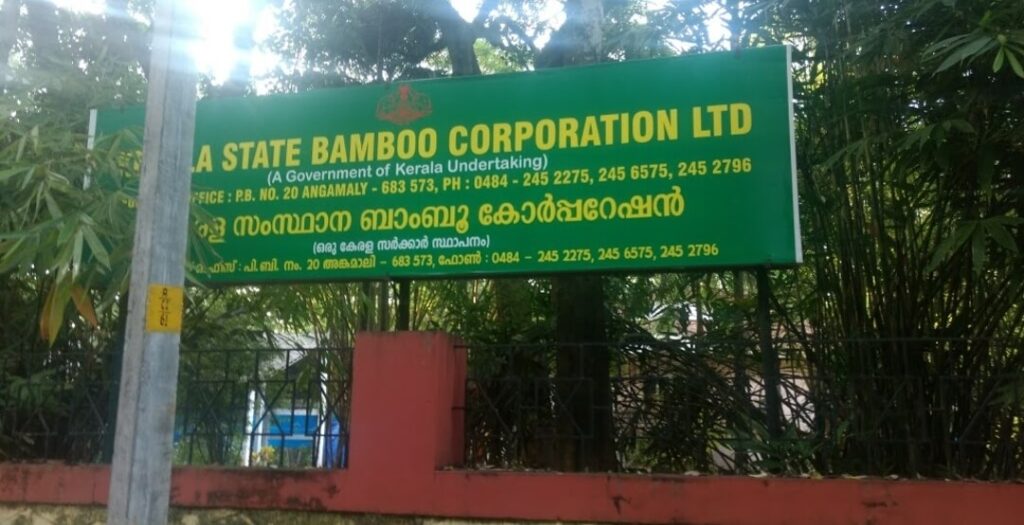 LA STATE BAMBOO CORPORATION LTD
(A Government of Kerala Undertaking)
FFICE : P.B. NO. 20 ANGAMALY - 683 573, PH : 0484 - 245 2275, 245 6575, 245 2796
സംസ്ഥാന ബാംബൂ കോർപ്പറേഷൻ
(ഒരു കേരള സർക്കാർ സ്ഥാപനം)
പി.ബി. നം. 20 അങ്കമാലി - 683 573, ഫോൺ : 0484 - 245 2275, 245 6575, 245 2796